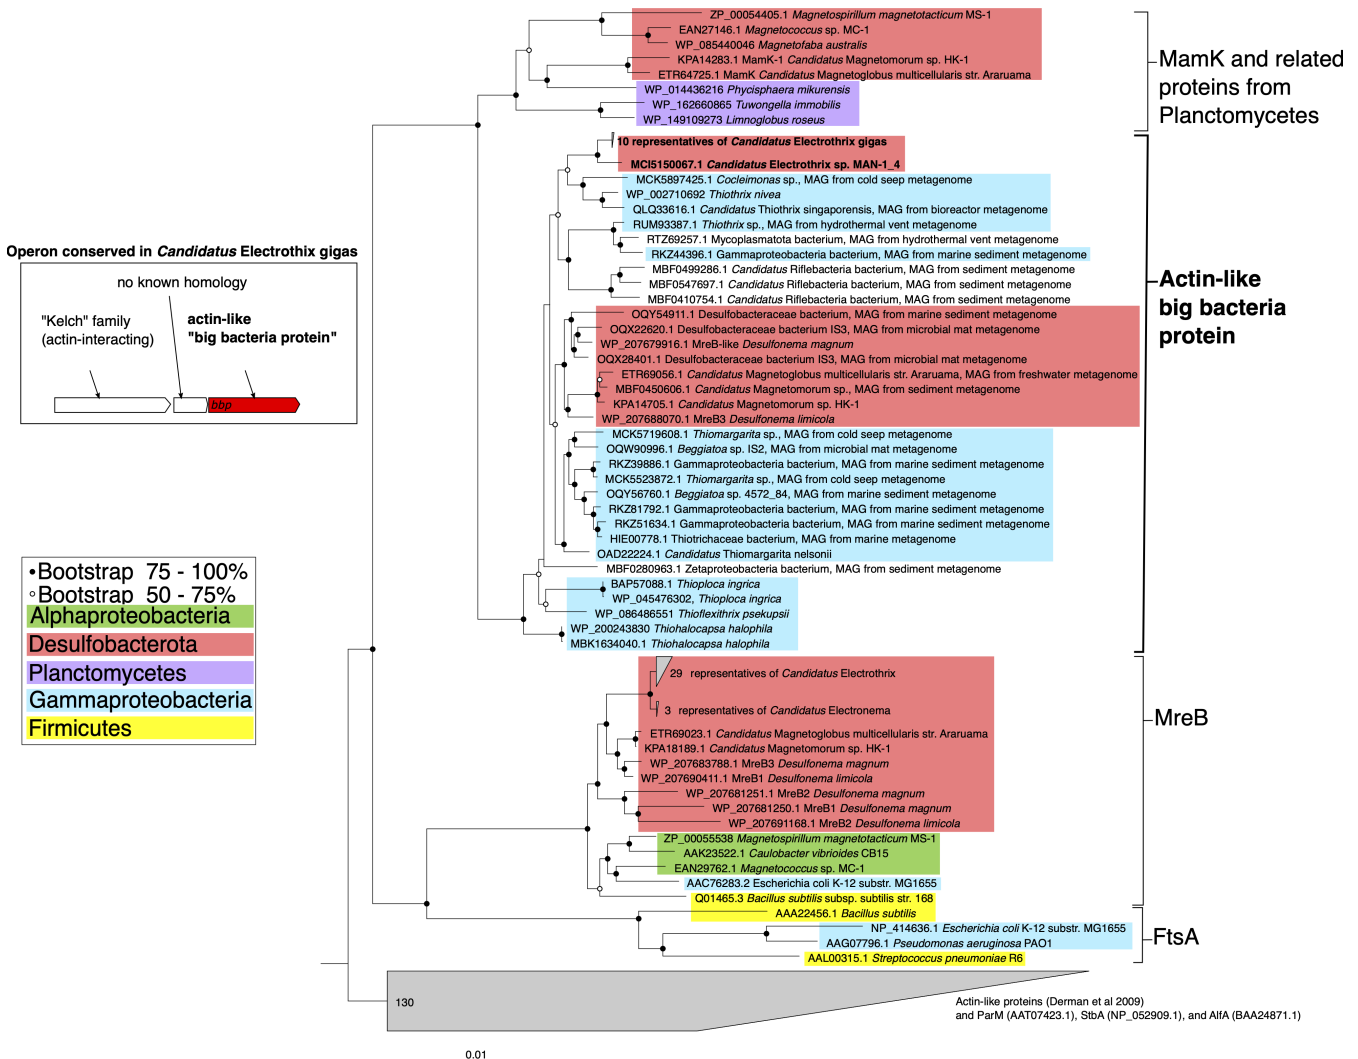 ZP_00054405.1 Magnetospirillum magnetotacticum MS-1
EAN27146.1 Magnetococcus sp. MC-1
WP_085440046 Magnetofaba australis
KPA14283.1 MamK-1 Candidatus Magnetomorum sp. HK-1
ETR64725.1 MamK Candidatus Magnetoglobus multicellularis str. Araruama
WP_014436216 Phycisphaera mikurensis
WP_162660865 Tuwongella immobilis
WP_149109273 Limnoglobus roseus
MamK and related
proteins from
Planctomycetes
10 representatives of Candidatus Electrothrix gigas
MCI5150067.1 Candidatus Electrothrix sp. MAN-1_4
MCK5897425.1 Cocleimonas sp., MAG from cold seep metagenome
WP_002710692 Thiothrix nivea
QLQ33616.1 Candidatus Thiothrix singaporensis, MAG from bioreactor metagenome
RUM93387.1 Thiothrix sp., MAG from hydrothermal vent metagenome
RTZ69257.1 Mycoplasmatota bacterium, MAG from hydrothermal vent metagenome
RKZ44396.1 Gammaproteobacteria bacterium, MAG from marine sediment metagenome
MBF0499286.1 Candidatus Riflebacteria bacterium, MAG from sediment metagenome
MBF0547697.1 Candidatus Riflebacteria bacterium, MAG from sediment metagenome
MBF0410754.1 Candidatus Riflebacteria bacterium, MAG from sediment metagenome
OQY54911.1 Desulfobacteraceae bacterium, MAG from marine sediment metagenome
OQX22620.1 Desulfobacteraceae bacterium IS3, MAG from microbial mat metagenome
WP_207679916.1 MreB-like Desulfonema magnum
OQX28401.1 Desulfobacteraceae bacterium IS3, MAG from microbial mat metagenome
ETR69056.1 Candidatus Magnetoglobus multicellularis str. Araruama, MAG from freshwater metagenome
MBF0450606.1 Candidatus Magnetomorum sp., MAG from sediment metagenome
KPA14705.1 Candidatus Magnetomorum sp. HK-1
WP_207688070.1 MreB3 Desulfonema limicola
MCK5719608.1 Thiomargarita sp., MAG from cold seep metagenome
OQW90996.1 Beggiatoa sp. IS2, MAG from microbial mat metagenome
RKZ39886.1 Gammaproteobacteria bacterium, MAG from marine sediment metagenome
MCK5523872.1 Thiomargarita sp., MAG from cold seep metagenome
OQY56760.1 Beggiatoa sp. 4572_84, MAG from marine sediment metagenome
RKZ81792.1 Gammaproteobacteria bacterium, MAG from marine sediment metagenome
RKZ51634.1 Gammaproteobacteria bacterium, MAG from marine sediment metagenome
HIE00778.1 Thiotrichaceae bacterium, MAG from marine metagenome
OAD22224.1 Candidatus Thiomargarita nelsonii
MBF0280963.1 Zetaproteobacteria bacterium, MAG from sediment metagenome
BAP57088.1 Thioploca ingrica
WP_045476302, Thioploca ingrica
WP_086486551 Thioflexithrix psekupsii
WP_200243830 Thiohalocapsa halophila
MBK1634040.1 Thiohalocapsa halophila
Actin-like
big bacteria
protein
Operon conserved in Candidatus Electrothix gigas
no known homology
"Kelch" family
(actin-interacting)
actin-like
"big bacteria protein"
bbp
Bootstrap 75 - 100%
Bootstrap 50 - 75%
Alphaproteobacteria
Desulfobacterota
Planctomycetes
Gammaproteobacteria
Firmicutes
29 representatives of Candidatus Electrothrix
3 representatives of Candidatus Electronema
ETR69023.1 Candidatus Magnetoglobus multicellularis str. Araruama
KPA18189.1 Candidatus Magnetomorum sp. HK-1
WP_207683788.1 MreB3 Desulfonema magnum
WP_207690411.1 MreB1 Desulfonema limicola
WP_207681251.1 MreB2 Desulfonema magnum
WP_207681250.1 MreB1 Desulfonema magnum
WP_207691168.1 MreB2 Desulfonema limicola
ZP_00055538 Magnetospirillum magnetotacticum MS-1
AAK23522.1 Caulobacter vibrioides CB15
EAN29762.1 Magnetococcus sp. MC-1
AAC76283.2 Escherichia coli K-12 substr. MG1655
Q01465.3 Bacillus subtilis subsp. subtilis str. 168
MreB
AAA22456.1 Bacillus subtilis
NP_414636.1 Escherichia coli K-12 substr. MG1655
AAG07796.1 Pseudomonas aeruginosa PAO1
AAL00315.1 Streptococcus pneumoniae R6
FtsA
130
Actin-like proteins (Derman et al 2009)
and ParM (AAT07423.1), StbA (NP_052909.1), and AlfA (BAA24871.1)
0.01